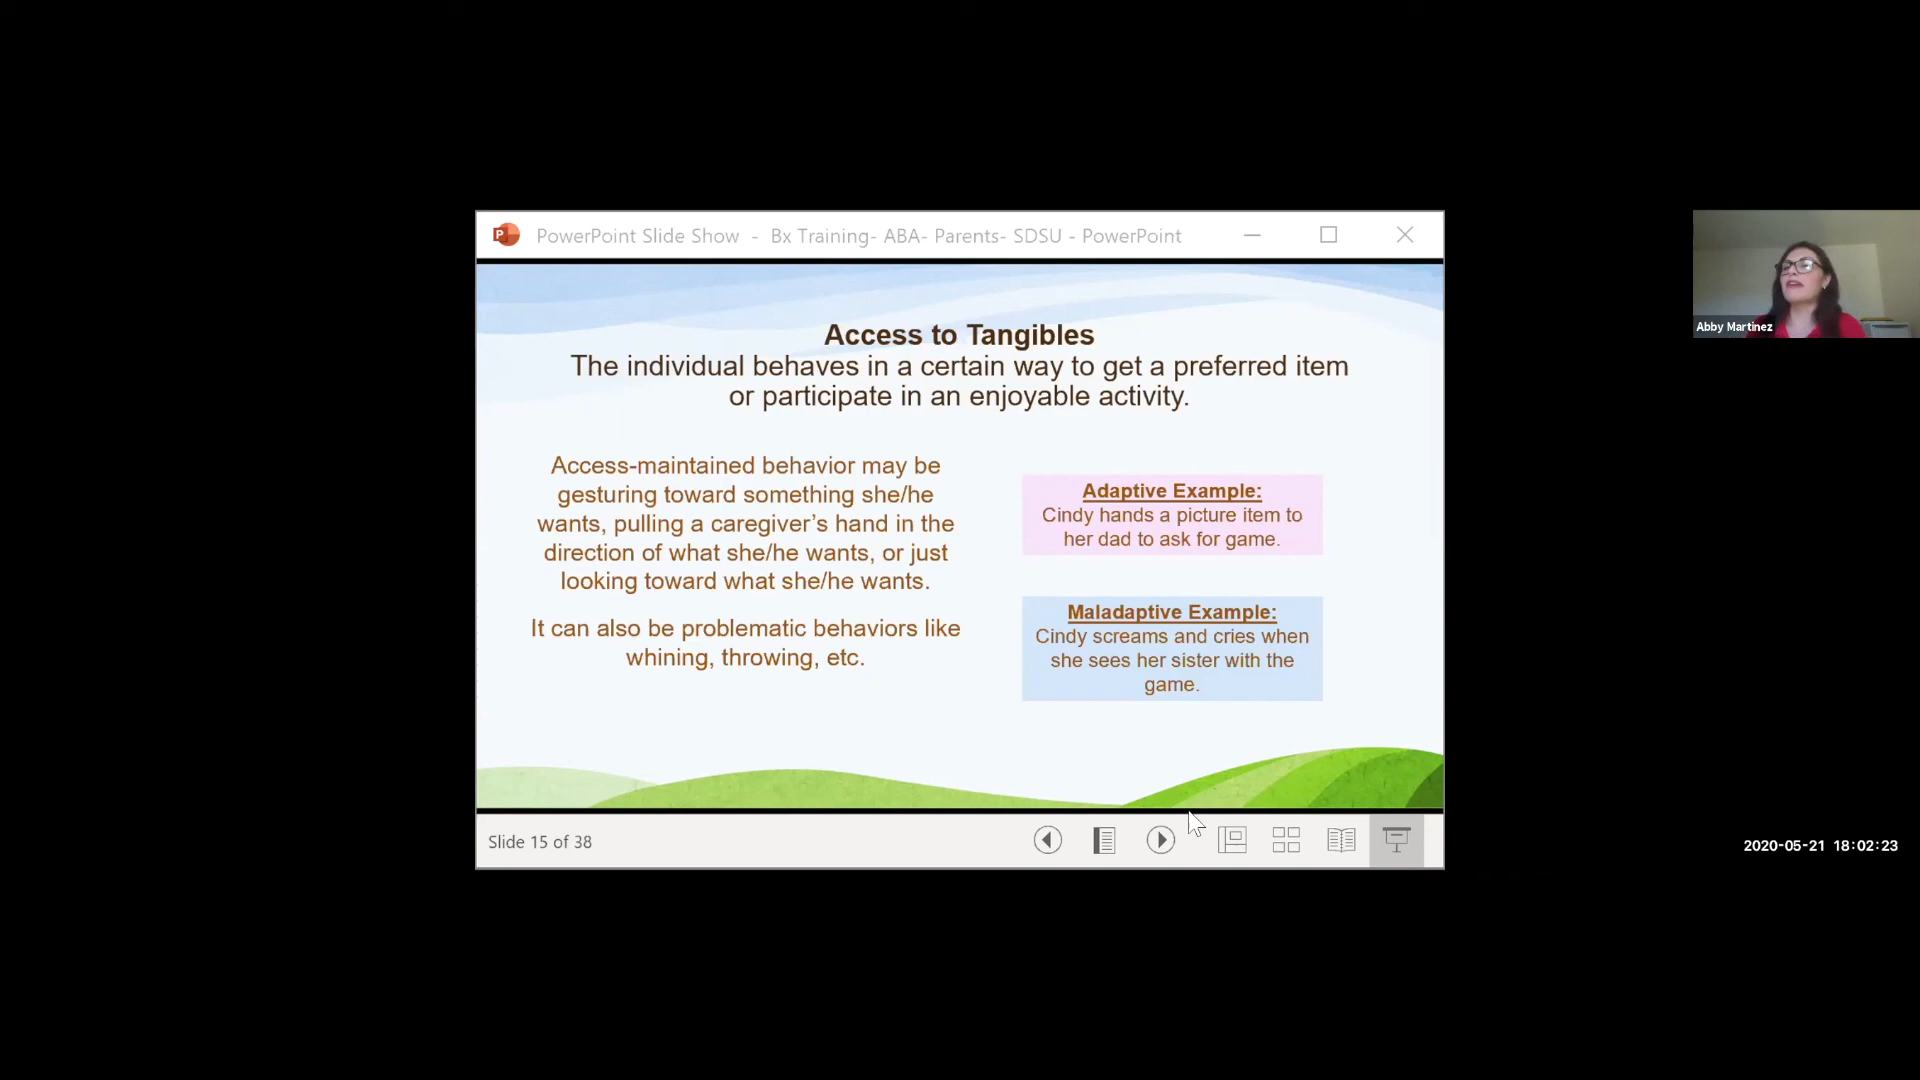 PowerPoint Slide Show - Bx Training- ABA- Parents- SDSU - PowerPoint
Access to Tangibles
The individual behaves in a certain way to get a preferred item
or participate in an enjoyable activity.
Access-maintained behavior may be
gesturing toward something she/he
wants, pulling a caregiver’s hand in the
direction of what she/he wants, or just
looking toward what she/he wants.
It can also be problematic behaviors like
whining, throwing, etc.
Adaptive Example:
Cindy hands a picture item to
her dad to ask for game.
Maladaptive Example:
Cindy screams and cries when
she sees her sister with the
game.
Slide 15 of 38
Abby Martinez
2020-05-21 18:02:23